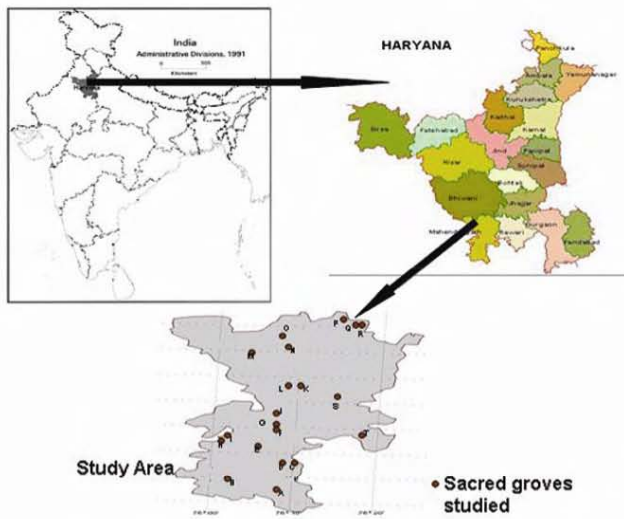 India
Administrative Divisions, 1991
HARYANA
Panchkula
Ambala
Yamunanagar
Kurukshetra
Kaithal
Karnal
Sirsa
Fatehabad
Jind
Panipat
Hisar
Sonipat
Rohtak
Bhiwani
Jhajjar
Gurgaon
Rewari
Faridabad
P
Q
R
O
N
M
L
K
S
J
I
T
H
Study Area
Sacred groves
studied